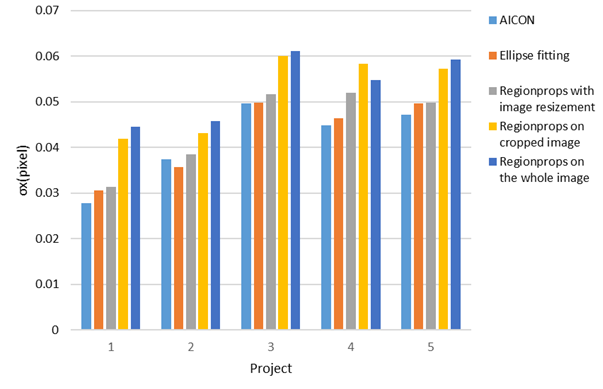 0.07
0.06
0.05
0.04
0.03
0.02
0.01
0
σx(pixel)
1 2 3 4 5
Project
AICON
Ellipse fitting
Regionprops with
image resizement
Regionprops on
cropped image
Regionprops on
the whole image